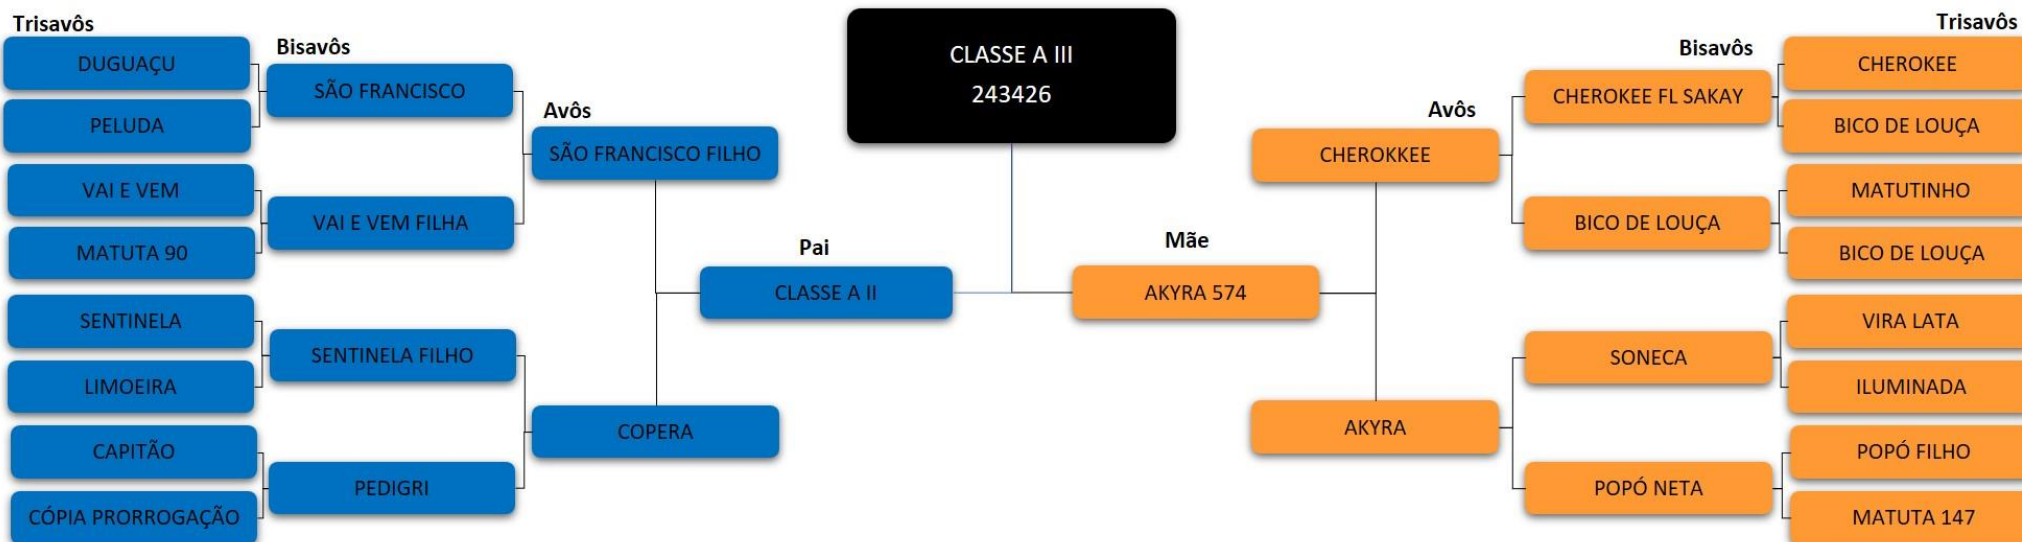 Trisavôs
DUGUAÇU
PELUDA
VAI E VEM
MATUTA 90
SENTINELA
LIMOEIRA
CAPITÃO
CÓPIA PRORROGAÇÃO
Bisavôs
SÃO FRANCISCO
VAI E VEM FILHA
SENTINELA FILHO
PEDIGRI
Avôs
SÃO FRANCISCO FILHO
COPERA
Pai
CLASSE A II
CLASSE A III
243426
Mãe
AKYRA 574
Avôs
CHEROKKEE
AKYRA
Bisavôs
CHEROKEE FL SAKAY
BICO DE LOUÇA
SONECA
POPÓ NETA
Trisavôs
CHEROKEE
BICO DE LOUÇA
MATUTINHO
BICO DE LOUÇA
VIRA LATA
ILUMINADA
POPÓ FILHO
MATUTA 147